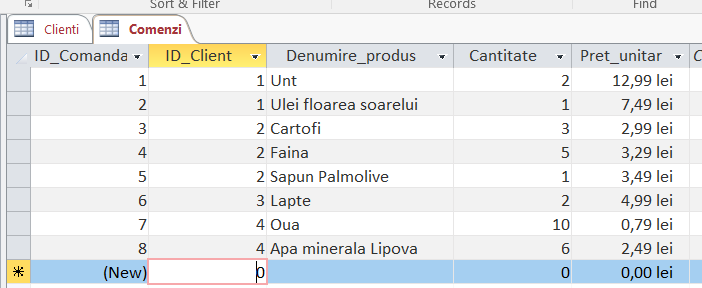 Sort & Filter Records Find
Clienti Comenzi
ID_Comanda ID_Client Denumire_produs Cantitate Pret_unitar C
1 1 Unt 2 12,99 lei
2 1 Ulei floarea soarelui 1 7,49 lei
3 2 Cartofi 3 2,99 lei
4 2 Faina 5 3,29 lei
5 2 Sapun Palmolive 1 3,49 lei
6 3 Lapte 2 4,99 lei
7 4 Oua 10 0,79 lei
8 4 Apa minerala Lipova 6 2,49 lei
(New) 0 0 0,00 lei